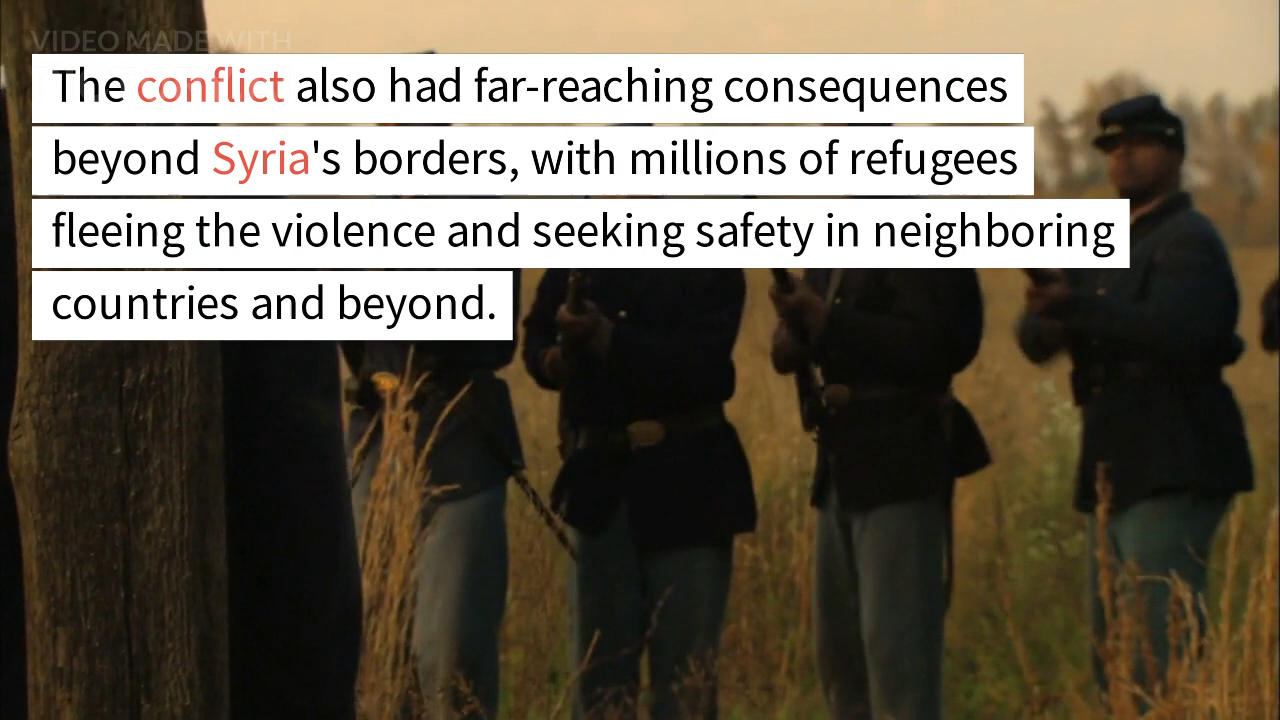 VIDEO MADE WITH
The conflict also had far-reaching consequences
beyond Syria's borders, with millions of refugees
fleeing the violence and seeking safety in neighboring
countries and beyond.